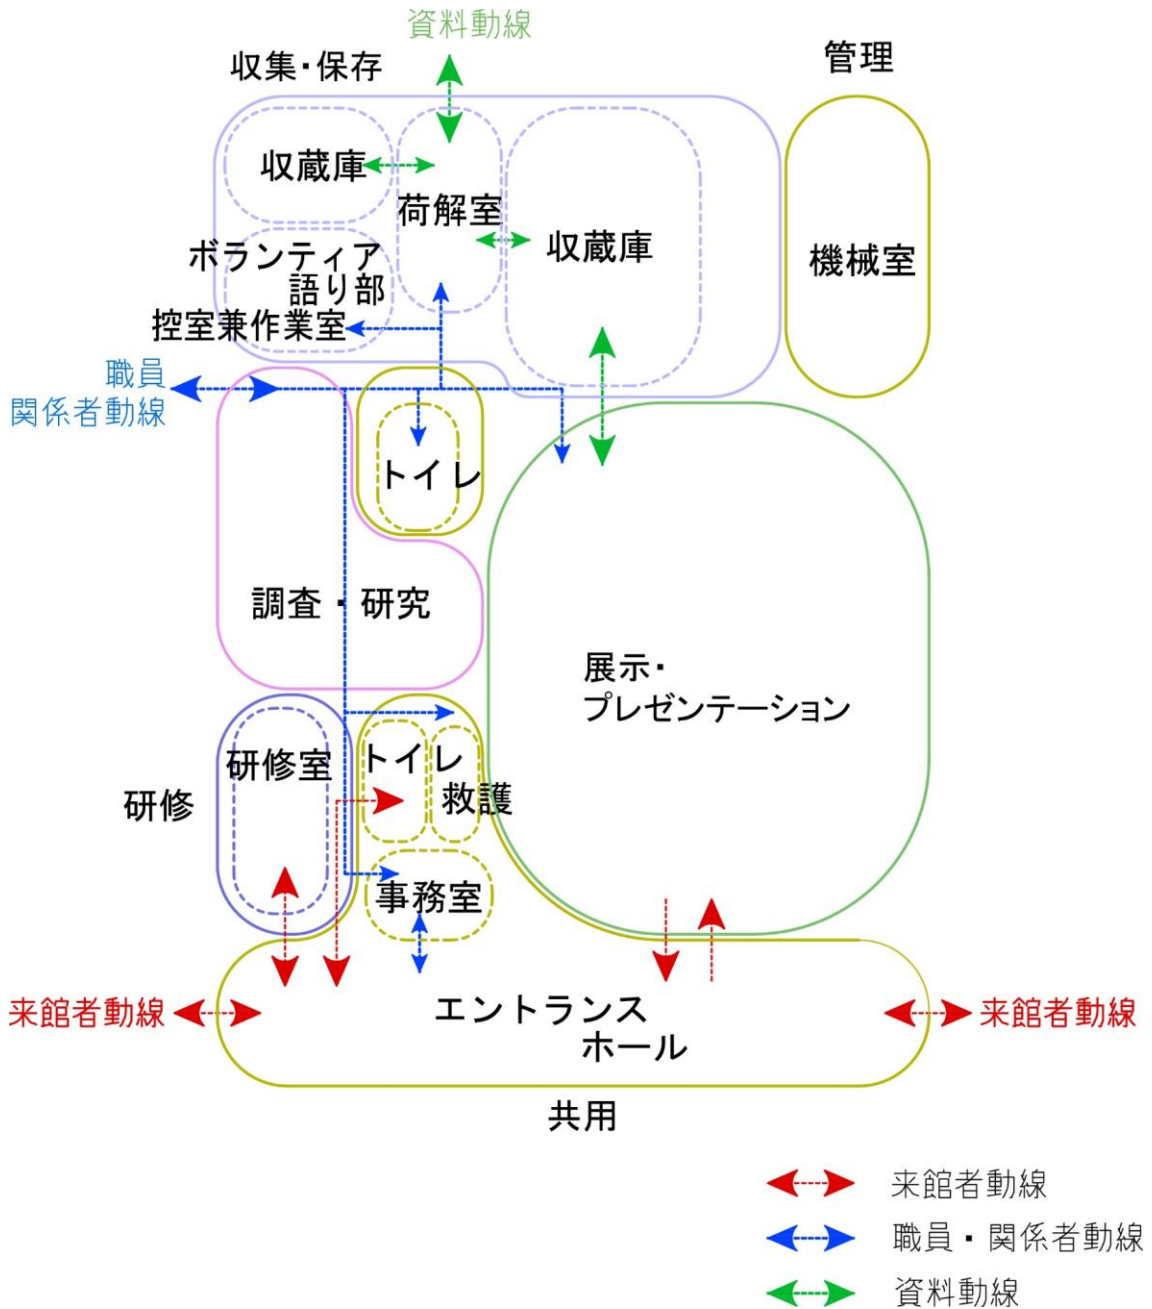 資料動線
収集・保存
管理
収蔵庫
荷解室
収蔵庫
機械室
ボランティア
語り部
控室兼作業室
職員
関係者動線
トイレ
調査・研究
展示・
プレゼンテーション
研修
研修室
トイレ
救護
事務室
来館者動線
エントランス
ホール
来館者動線
共用
来館者動線
職員・関係者動線
資料動線